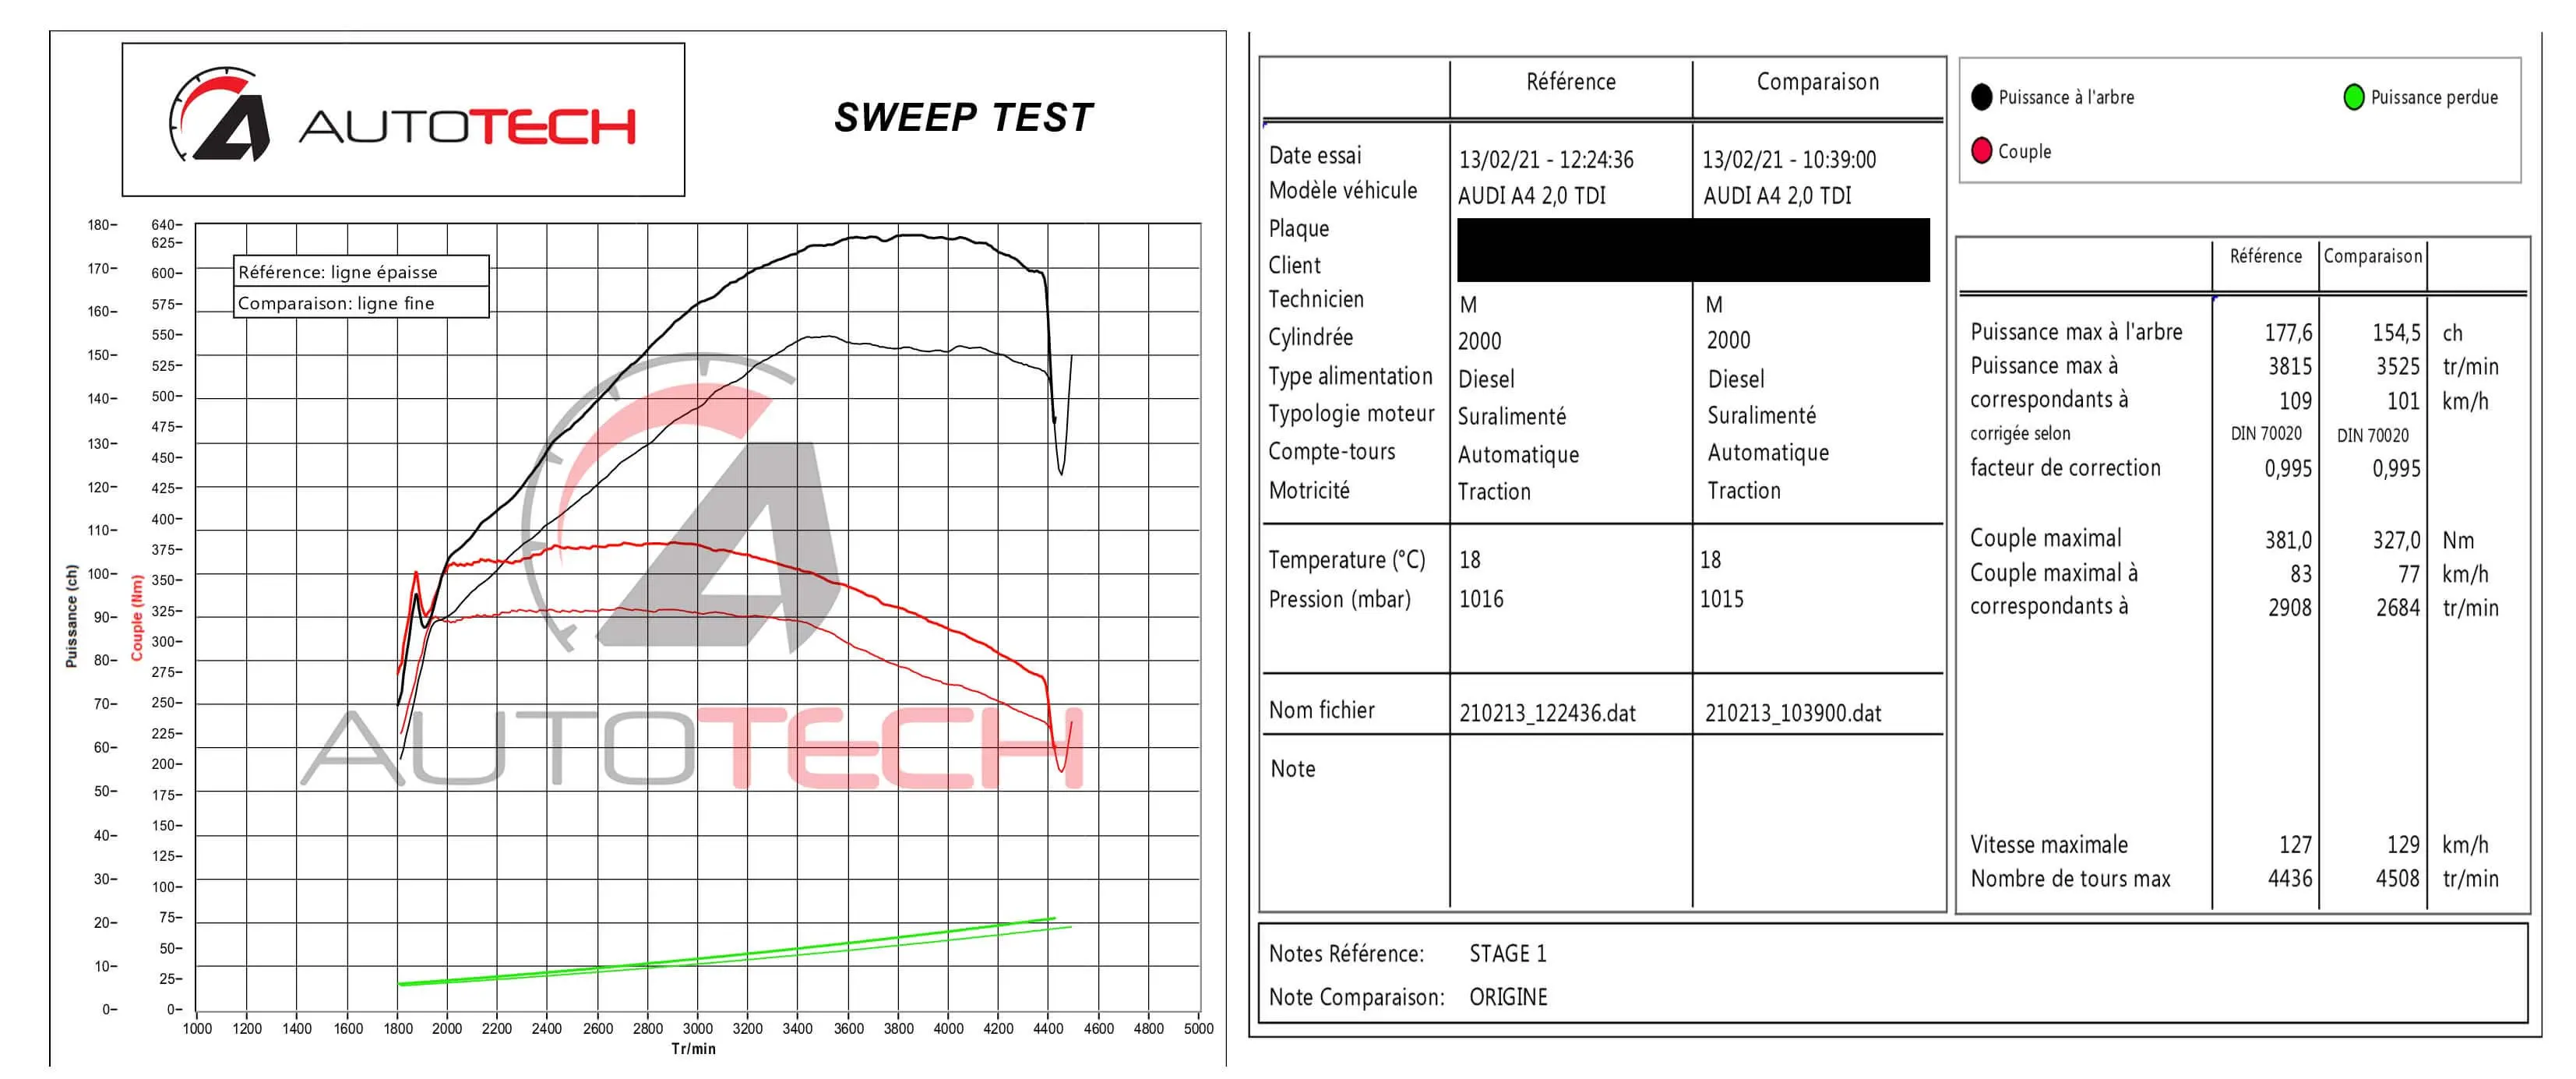 AUTOTECH
SWEEP TEST
Référence: ligne épaisse
Comparaison: ligne fine
Puissance (ch)
180
170
160
150
140
130
120
110
100
90
80
70
60
50
40
30
20
10
0
Couple (Nm)
640
625
600
575
550
525
500
475
450
425
400
375
350
325
300
275
250
225
200
175
150
125
100
75
50
25
0
AUTOTECH
1000 1200 1400 1600 1800 2000 2200 2400 2600 2800 3000 3200 3400 3600 3800 4000 4200 4400 4600 4800 5000
Tr/min
Référence Comparaison
Date essai 13/02/21 - 12:24:36 13/02/21 - 10:39:00
Modèle véhicule AUDI A4 2,0 TDI AUDI A4 2,0 TDI
Plaque
Client
Technicien M M
Cylindrée 2000 2000
Type alimentation Diesel Diesel
Typologie moteur Suralimenté Suralimenté
Compte-tours Automatique Automatique
Motricité Traction Traction
Temperature (°C) 18 18
Pression (mbar) 1016 1015
Nom fichier 210213_122436.dat 210213_103900.dat
Note
Puissance à l'arbre Puissance perdue
Couple
Référence Comparaison
Puissance max à l'arbre 177,6 154,5 ch
Puissance max à 3815 3525 tr/min
correspondants à 109 101 km/h
corrigée selon DIN 70020 DIN 70020
facteur de correction 0,995 0,995
Couple maximal 381,0 327,0 Nm
Couple maximal à 83 77 km/h
correspondants à 2908 2684 tr/min
Vitesse maximale 127 129 km/h
Nombre de tours max 4436 4508 tr/min
Notes Référence: STAGE 1
Note Comparaison: ORIGINE